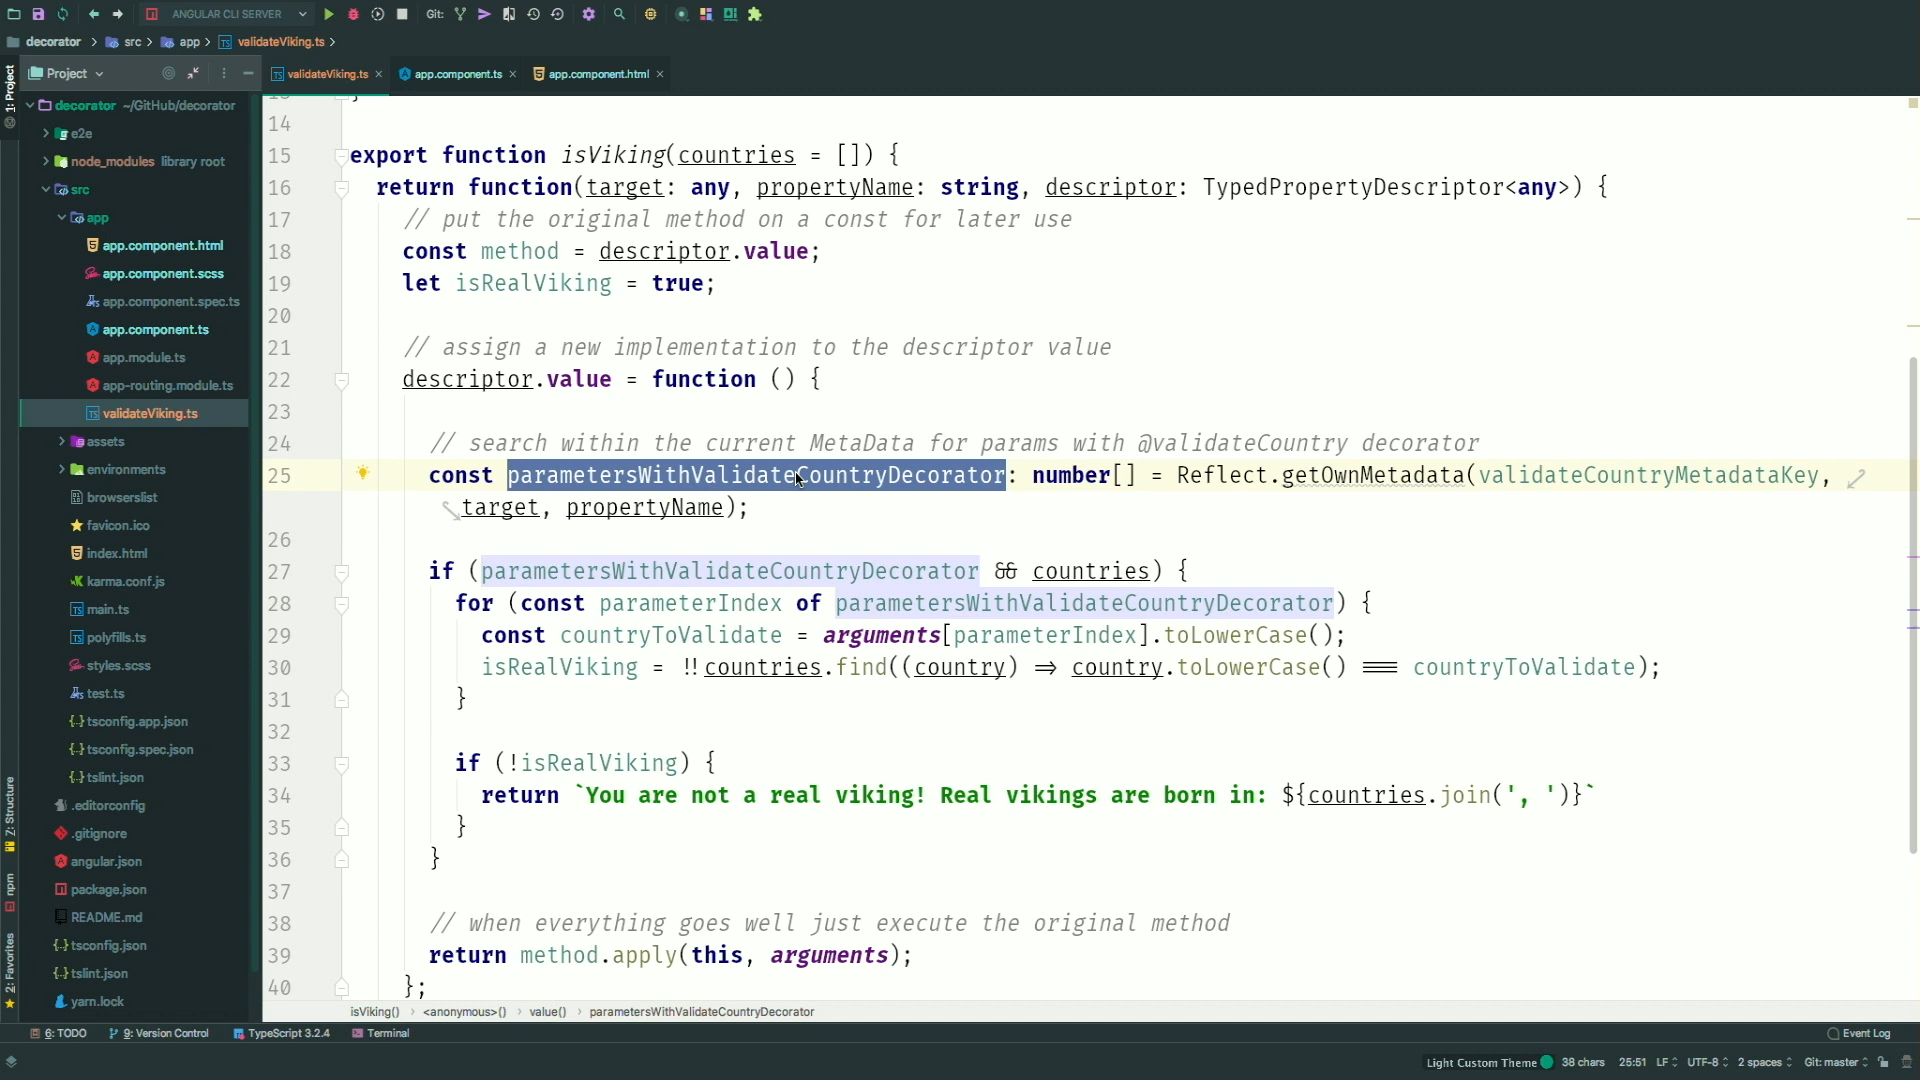 ANGULAR CLI SERVER
Git:
decorator
src
app
validateViking.ts
Project
validateViking.ts
app.component.ts
app.component.html
1: Project
decorator ~/GitHub/decorator
e2e
node_modules library root
src
app
app.component.html
app.component.scss
app.component.spec.ts
app.component.ts
app.module.ts
app-routing.module.ts
validateViking.ts
assets
environments
browserslist
favicon.ico
index.html
karma.conf.js
main.ts
polyfills.ts
styles.scss
test.ts
tsconfig.app.json
tsconfig.spec.json
tslint.json
.editorconfig
.gitignore
angular.json
package.json
README.md
tsconfig.json
tslint.json
yarn.lock
Z: Structure
npm
2: Favorites
14
15 export function isViking(countries = []) {
16 return function(target: any, propertyName: string, descriptor: TypedPropertyDescriptor<any>) {
17 // put the original method on a const for later use
18 const method = descriptor.value;
19 let isRealViking = true;
20
21 // assign a new implementation to the descriptor value
22 descriptor.value = function () {
23
24 // search within the current MetaData for params with @validateCountry decorator
25 const parametersWithValidateCountryDecorator: number[] = Reflect.getOwnMetadata(validateCountryMetadataKey,
target, propertyName);
26
27 if (parametersWithValidateCountryDecorator && countries) {
28 for (const parameterIndex of parametersWithValidateCountryDecorator) {
29 const countryToValidate = arguments[parameterIndex].toLowerCase();
30 isRealViking = !!countries.find((country) => country.toLowerCase() === countryToValidate);
31 }
32
33 if (!isRealViking) {
34 return `You are not a real viking! Real vikings are born in: ${countries.join(', ')}`
35 }
36 }
37
38 // when everything goes well just execute the original method
39 return method.apply(this, arguments);
40 };
isViking() › <anonymous>() › value() › parametersWithValidateCountryDecorator
6: TODO
9: Version Control
TypeScript 3.2.4
Terminal
Event Log
Light Custom Theme
38 chars
25:51
LF
UTF-8
2 spaces
Git: master